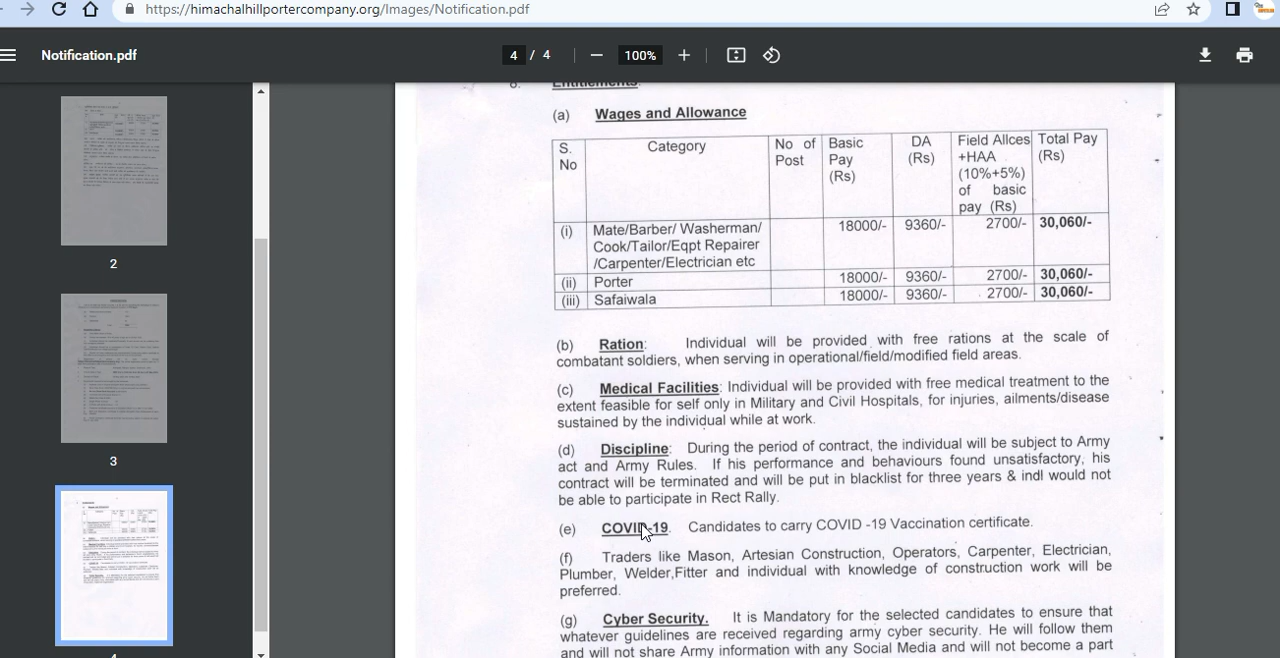 https://himachalhillportercompany.org/Images/Notification.pdf
Notification.pdf
4 / 4
100%
2
3
Entitlements
(a) Wages and Allowance
S. No Category No of Post Basic Pay (Rs) DA (Rs) Field Allces +HAA (10%+5%) of basic pay (Rs) Total Pay (Rs)
(i) Mate/Barber/ Washerman/ Cook/Tailor/Eqpt Repairer /Carpenter/Electrician etc 18000/- 9360/- 2700/- 30,060/-
(ii) Porter 18000/- 9360/- 2700/- 30,060/-
(iii) Safaiwala 18000/- 9360/- 2700/- 30,060/-
(b) Ration: Individual will be provided with free rations at the scale of
combatant soldiers, when serving in operational/field/modified field areas.
(c) Medical Facilities: Individual will be provided with free medical treatment to the
extent feasible for self only in Military and Civil Hospitals, for injuries, ailments/disease
sustained by the individual while at work.
(d) Discipline: During the period of contract, the individual will be subject to Army
act and Army Rules. If his performance and behaviours found unsatisfactory, his
contract will be terminated and will be put in blacklist for three years & indl would not
be able to participate in Rect Rally.
(e) COVID-19. Candidates to carry COVID -19 Vaccination certificate.
(f) Traders like Mason, Artesian Construction, Operators, Carpenter, Electrician,
Plumber, Welder,Fitter and individual with knowledge of construction work will be
preferred.
(g) Cyber Security. It is Mandatory for the selected candidates to ensure that
whatever guidelines are received regarding army cyber security. He will follow them
and will not share Army information with any Social Media and will not become a part